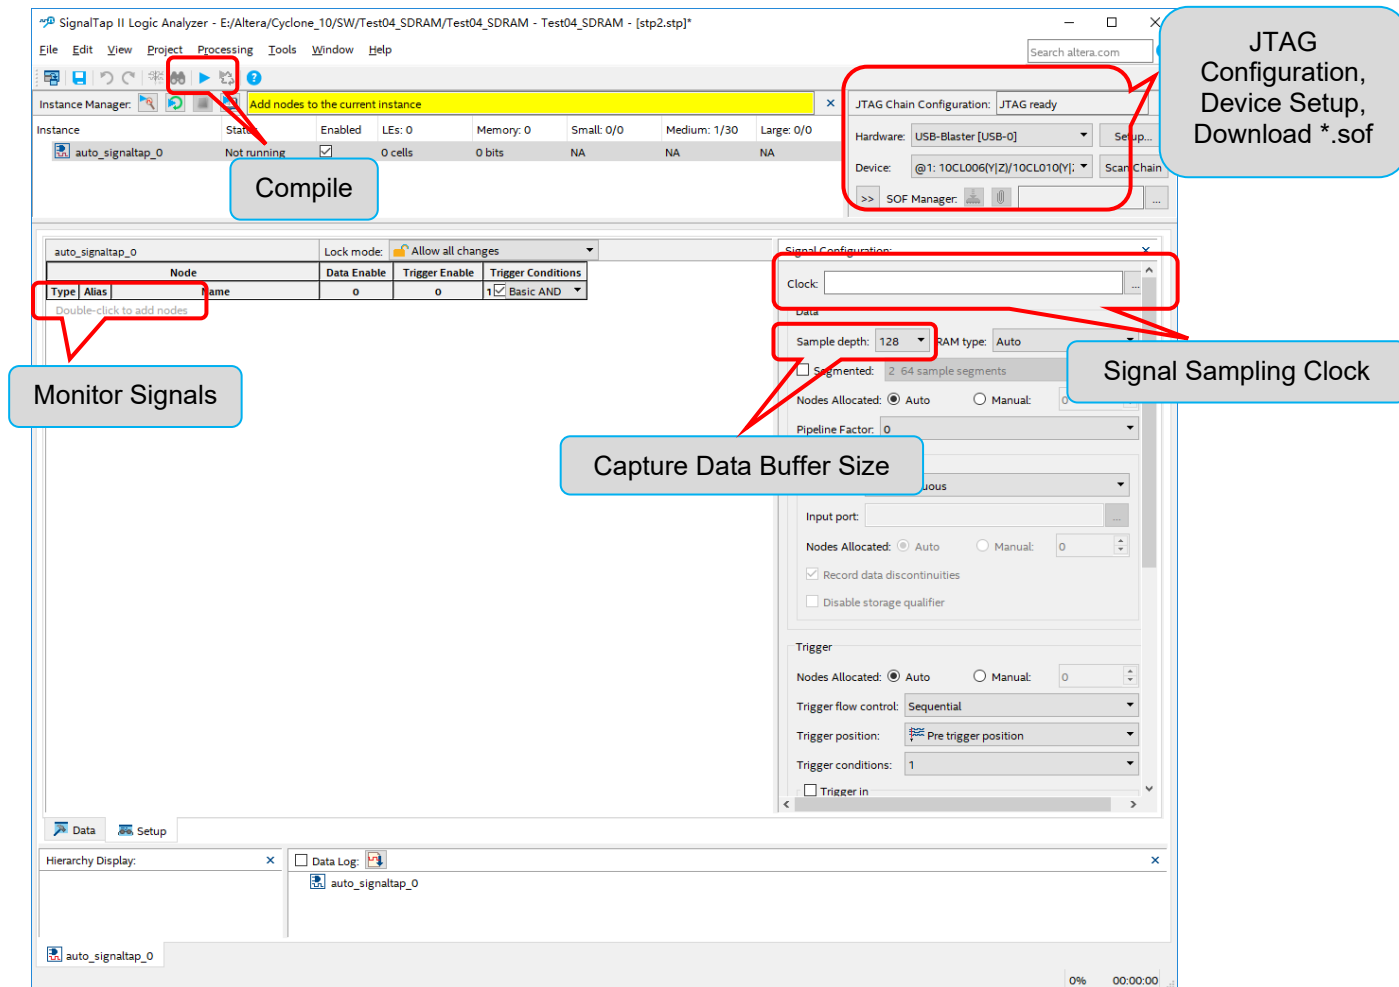 SignalTap II Logic Analyzer - E:/Altera/Cyclone_10/SW/Test04_SDRAM/Test04_SDRAM - Test04_SDRAM - [stp2.stp]*
File Edit View Project Processing Tools Window Help
Search altera.com
JTAG
Configuration,
Device Setup,
Download *.sof
Instance Manager:
Add nodes to the current instance
JTAG Chain Configuration: JTAG ready
Instance Enabled LEs: 0 Memory: 0 Small: 0/0 Medium: 1/30 Large: 0/0
auto_signaltap_0 Not running 0 cells 0 bits NA NA NA
Hardware: USB-Blaster [USB-0] Setup...
Device: @1: 10CL006(Y|Z)/10CL010(Y|: Scan Chain
>> SOF Manager: ...
Compile
auto_signaltap_0 Lock mode: Allow all changes
Node Data Enable Trigger Enable Trigger Conditions
Type Alias Name 0 0 1 Basic AND
Double-click to add nodes
Monitor Signals
Signal Configuration:
Clock: ...
Data
Signal Sampling Clock
Sample depth: 128 RAM type: Auto
Segmented: 2 64 sample segments
Nodes Allocated: Auto Manual: 0
Pipeline Factor: 0
Capture Data Buffer Size
Input port: ...
Nodes Allocated: Auto Manual: 0
Record data discontinuities
Disable storage qualifier
Trigger
Nodes Allocated: Auto Manual: 0
Trigger flow control: Sequential
Trigger position: Pre trigger position
Trigger conditions: 1
Trigger in
Data Setup
Hierarchy Display:
Data Log:
auto_signaltap_0
auto_signaltap_0
0% 00:00:00